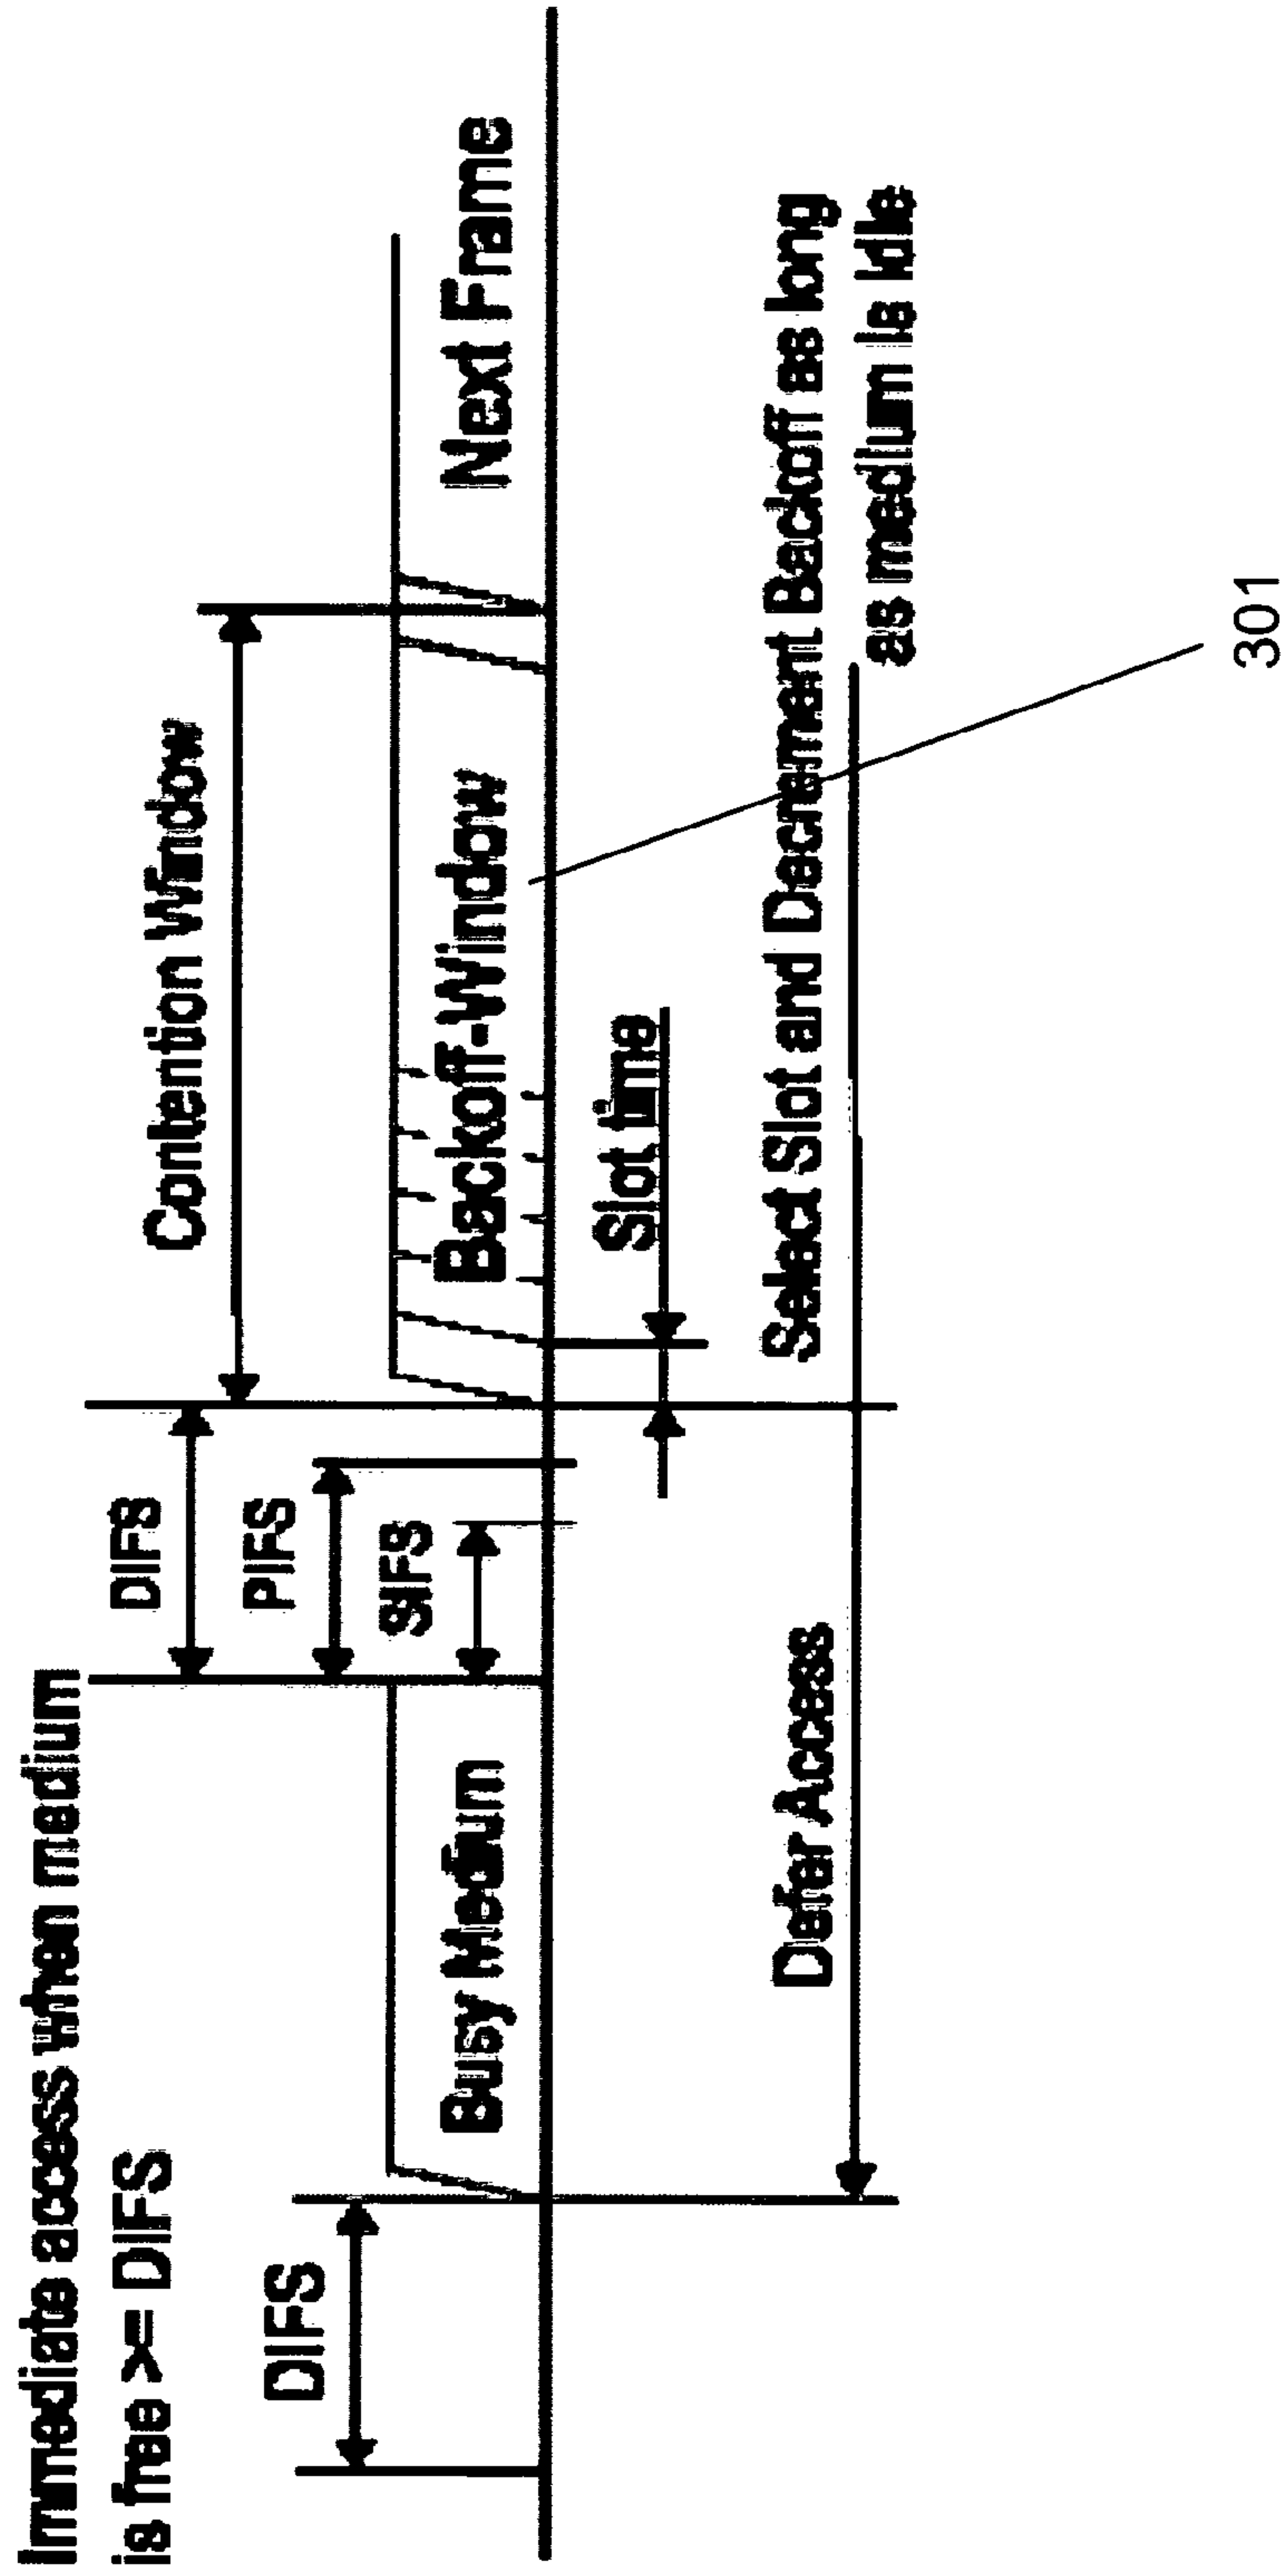 Immediate access when medium
is free >= DIFS
DIFS
Contention Window
PIFS
DIFS
SIFS
Busy Medium
Backoff-Window
Next Frame
Slot time
Defer Access
Select Slot and Decrement Backoff as long
as medium is idle
301